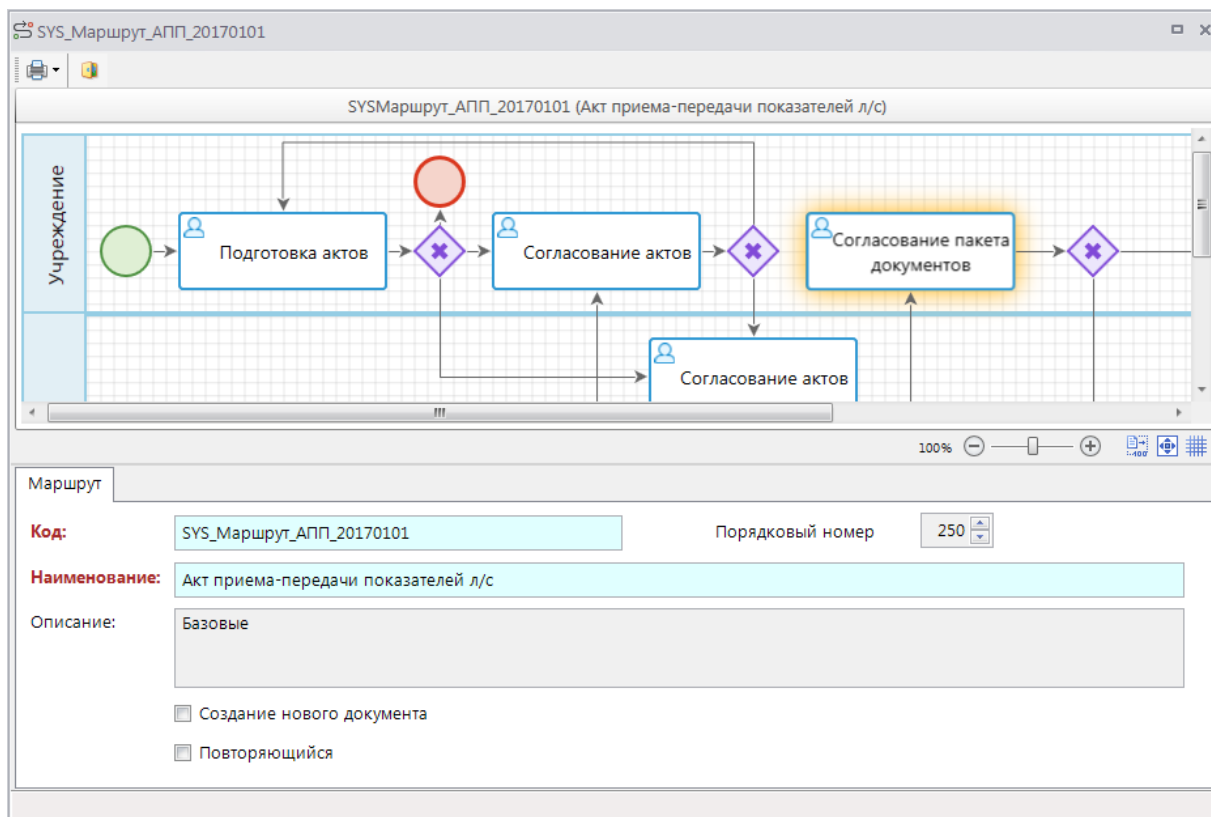 SYS_Маршрут_АПП_20170101
SYSМаршрут_АПП_20170101 (Акт приема-передачи показателей л/с)
Учреждение
Подготовка актов
Согласование актов
Согласование пакета
документов
Согласование актов
100%
Маршрут
Код:
SYS_Маршрут_АПП_20170101
Порядковый номер
250
Наименование:
Акт приема-передачи показателей л/с
Описание:
Базовые
Создание нового документа
Повторяющийся